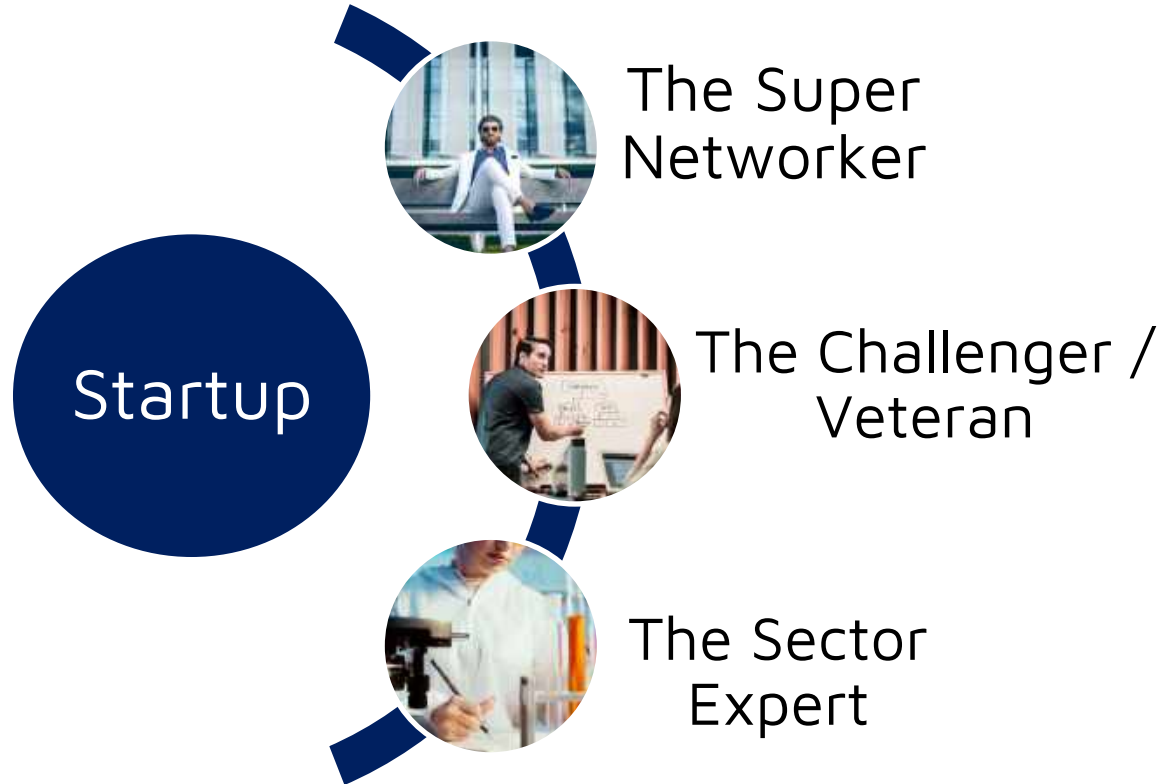 The Super
Networker
Startup
The Challenger /
Veteran
The Sector
Expert